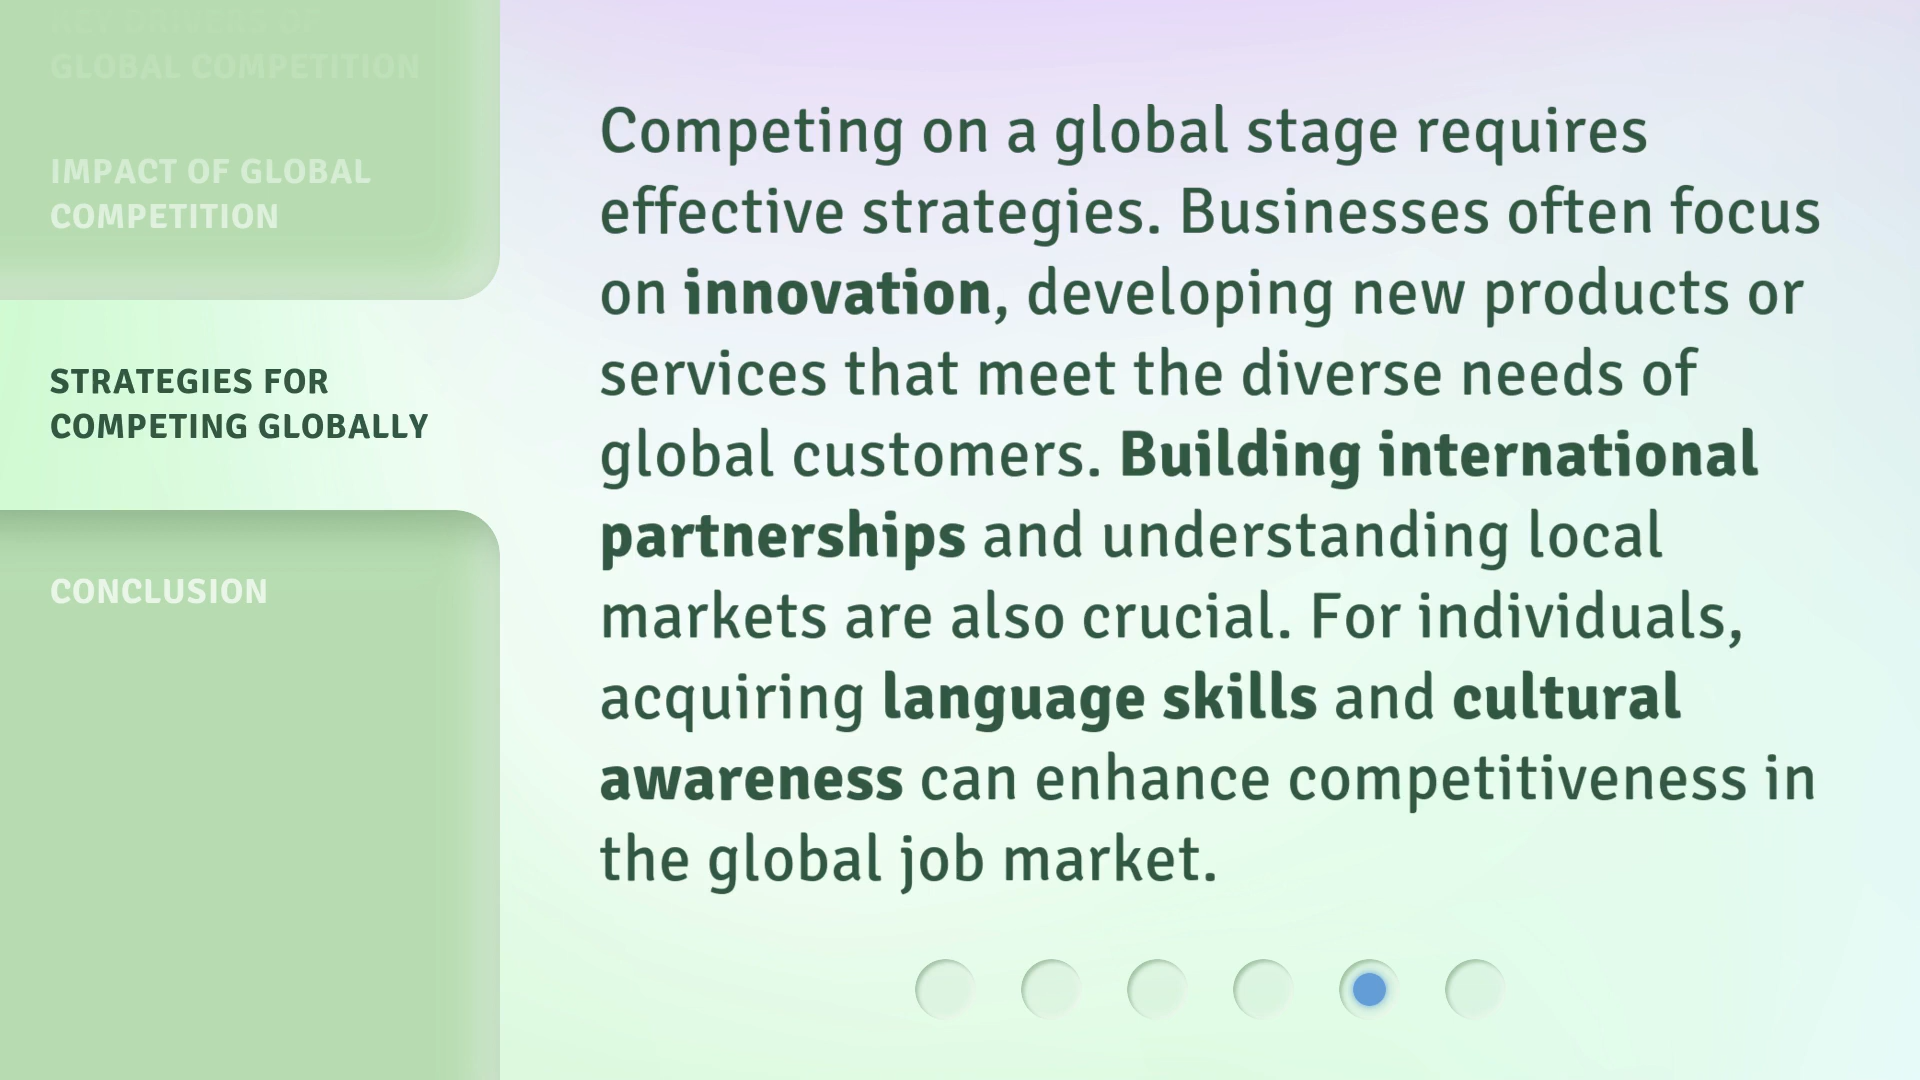 KEY DRIVERS OF
GLOBAL COMPETITION
IMPACT OF GLOBAL
COMPETITION
STRATEGIES FOR
COMPETING GLOBALLY
CONCLUSION
Competing on a global stage requires
effective strategies. Businesses often focus
on innovation, developing new products or
services that meet the diverse needs of
global customers. Building international
partnerships and understanding local
markets are also crucial. For individuals,
acquiring language skills and cultural
awareness can enhance competitiveness in
the global job market.